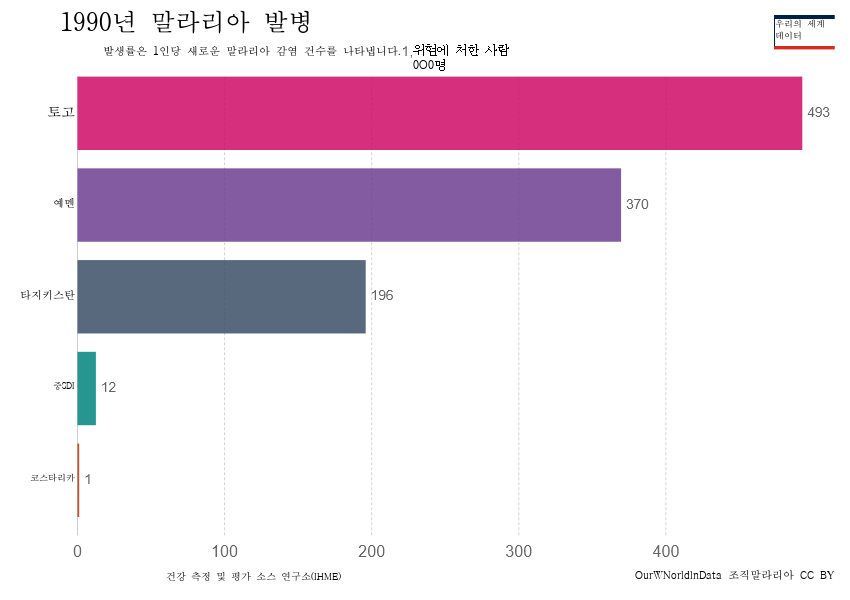 1990년 말라리아 발병
우리의 세계
데이터
발생률은 1인당 새로운 말라리아 감염 건수를 나타냅니다.1,위험에 처한 사람
000명
토고
493
예멘
370
타지키스탄
196
중SDI
12
코스타리카
1
0 100 200 300 400
건강 측정 및 평가 소스 연구소(IHME)
OurWNorldInData 조직말라리아 CC BY